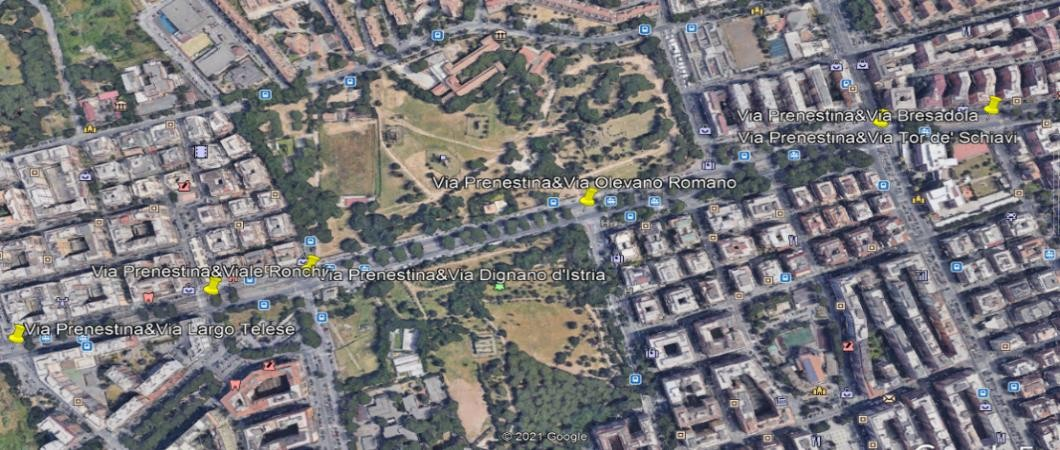 Via Prenestina&Via Bresadola
Via Prenestina&Via Tor de' Schiavi
Via Prenestina&Via Olevano Romano
Via Prenestina&Viale Ronchi
Via Prenestina&Via Dignano d'Istria
Via Prenestina&Via Largo Telese
© 2021 Google